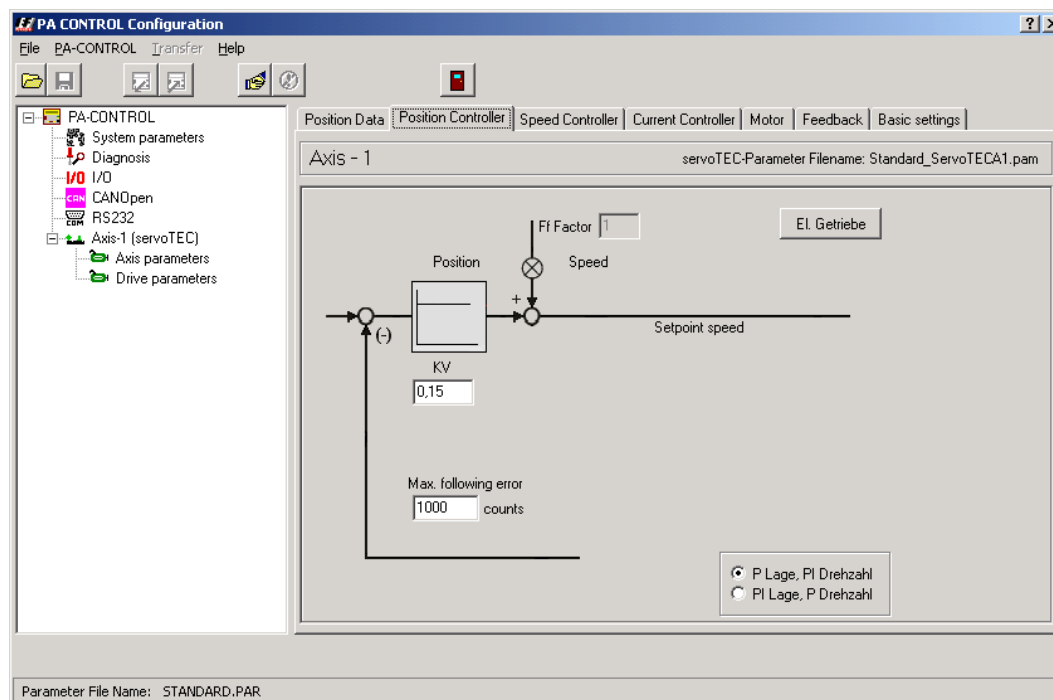 PA CONTROL Configuration
File PA-CONTROL Transfer Help
PA-CONTROL
System parameters
Diagnosis
I/O I/O
CAN CANOpen
COM RS232
Axis-1 (servoTEC)
Axis parameters
Drive parameters
Position Data Position Controller Speed Controller Current Controller Motor Feedback Basic settings
Axis - 1 servoTEC-Parameter Filename: Standard_ServoTECA1.pam
Ff Factor 1 El. Getriebe
Position Speed
+
(-)
Setpoint speed
KV
0,15
Max. following error
1000 counts
P Lage, PI Drehzahl
PI Lage, P Drehzahl
Parameter File Name: STANDARD.PAR